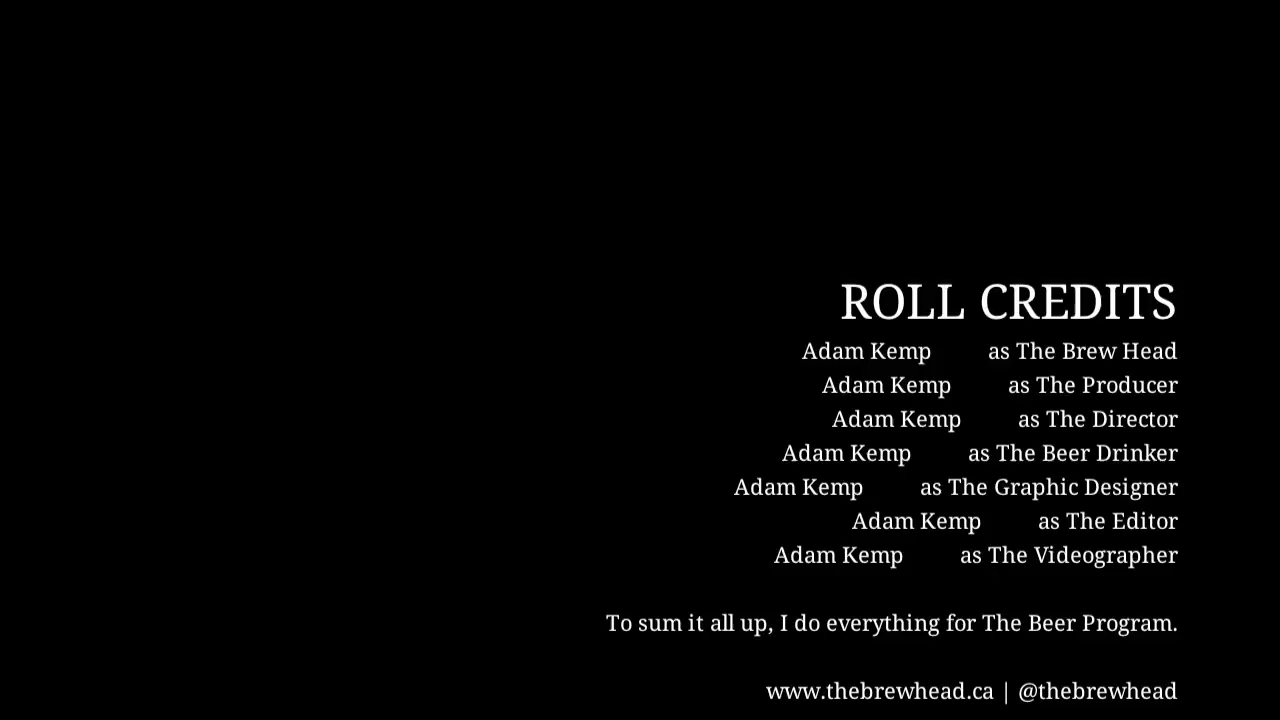 ROLL CREDITS
Adam Kemp as The Brew Head
Adam Kemp as The Producer
Adam Kemp as The Director
Adam Kemp as The Beer Drinker
Adam Kemp as The Graphic Designer
Adam Kemp as The Editor
Adam Kemp as The Videographer
To sum it all up, I do everything for The Beer Program.
www.thebrewhead.ca | @thebrewhead